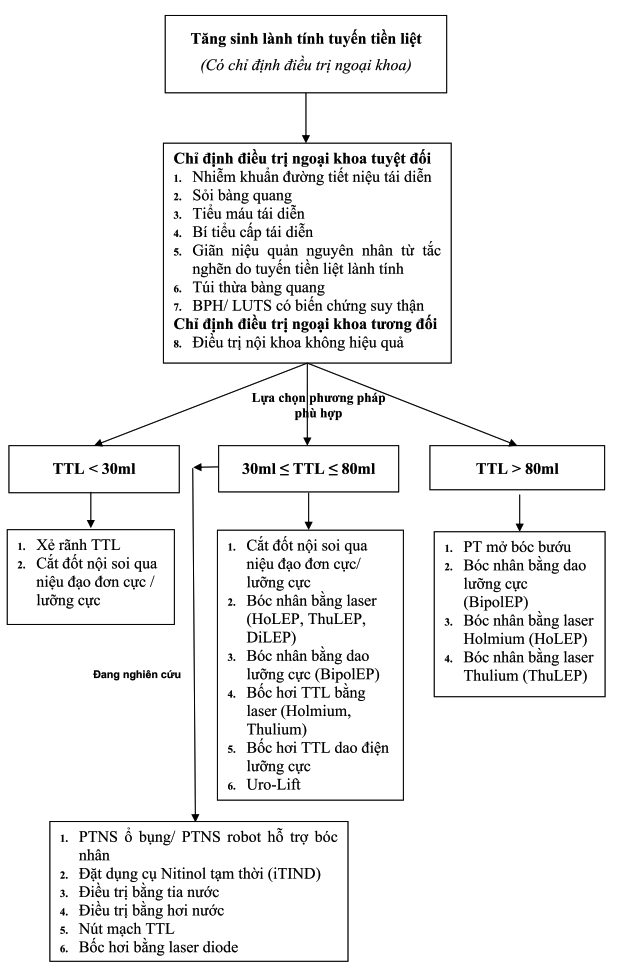 Tăng sinh lành tính tuyến tiền liệt
(Có chỉ định điều trị ngoại khoa)
Chỉ định điều trị ngoại khoa tuyệt đối
1. Nhiễm khuẩn đường tiết niệu tái diễn
2. Sỏi bàng quang
3. Tiểu máu tái diễn
4. Bí tiểu cấp tái diễn
5. Giãn niệu quản nguyên nhân từ tắc
nghẽn do tuyến tiền liệt lành tính
6. Túi thừa bàng quang
7. BPH/ LUTS có biến chứng suy thận
Chỉ định điều trị ngoại khoa tương đối
8. Điều trị nội khoa không hiệu quả
Lựa chọn phương pháp
phù hợp
TTL < 30ml
30ml ≤ TTL ≤ 80ml
TTL > 80ml
1. Xẻ rãnh TTL
2. Cắt đốt nội soi qua
niệu đạo đơn cực /
lưỡng cực
1. Cắt đốt nội soi qua
niệu đạo đơn cực/
lưỡng cực
2. Bóc nhân bằng laser
(HoLEP, ThuLEP,
DiLEP)
3. Bóc nhân bằng dao
lưỡng cực (BipolEP)
4. Bốc hơi TTL bằng
laser (Holmium,
Thulium)
5. Bốc hơi TTL dao điện
lưỡng cực
6. Uro-Lift
1. PT mở bóc bướu
2. Bóc nhân bằng dao
lưỡng cực
(BipolEP)
3. Bóc nhân bằng laser
Holmium (HoLEP)
4. Bóc nhân bằng laser
Thulium (ThuLEP)
Đang nghiên cứu
1. PTNS ổ bụng/ PTNS robot hỗ trợ bóc
nhân
2. Đặt dụng cụ Nitinol tạm thời (iTIND)
3. Điều trị bằng tia nước
4. Điều trị bằng hơi nước
5. Nút mạch TTL
6. Bốc hơi bằng laser diode